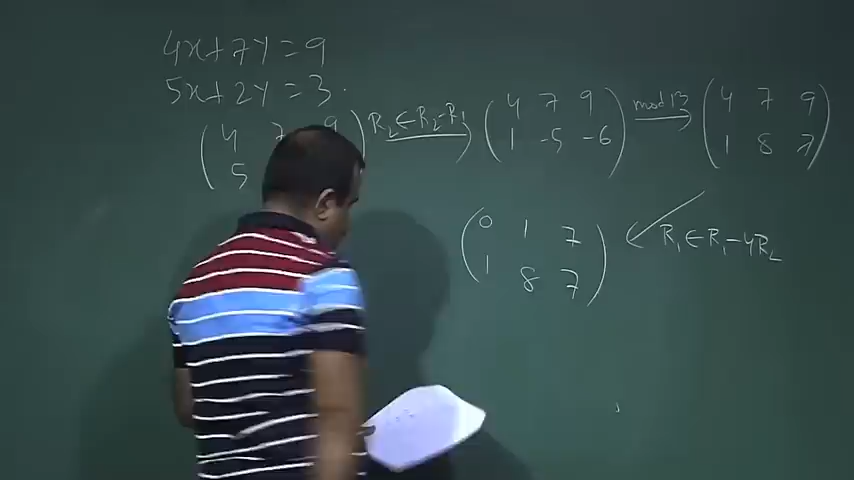 4x+7y=9
5x+2y=3.
(4 7 9) R₂←R₂-R₁ (4 7 9) mod 13 (4 7 9)
(5 (1 -5 -6) (1 8 7)
(0 1 7) R₁←R₁-4R₂
(1 8 7)